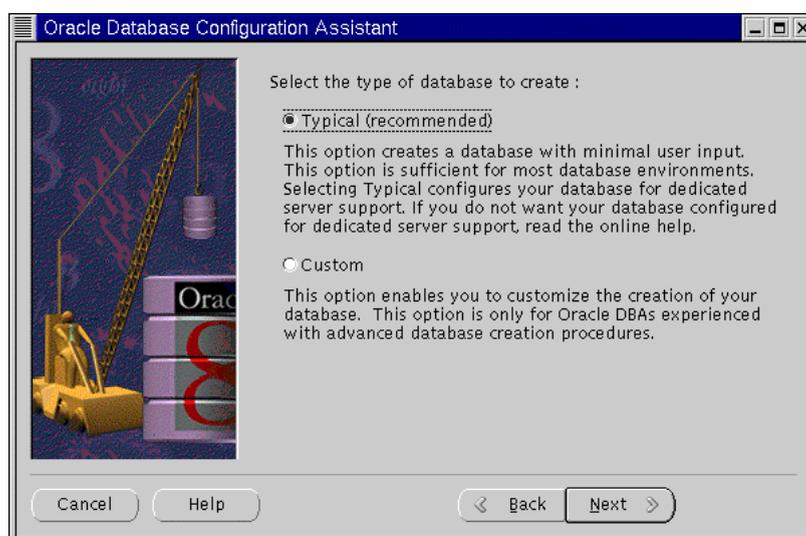 Oracle Database Configuration Assistant
Select the type of database to create :
Typical (recommended)
This option creates a database with minimal user input.
This option is sufficient for most database environments.
Selecting Typical configures your database for dedicated
server support. If you do not want your database configured
for dedicated server support, read the online help.
Custom
This option enables you to customize the creation of your
database. This option is only for Oracle DBAs experienced
with advanced database creation procedures.
Orac
8
Cancel Help Back Next